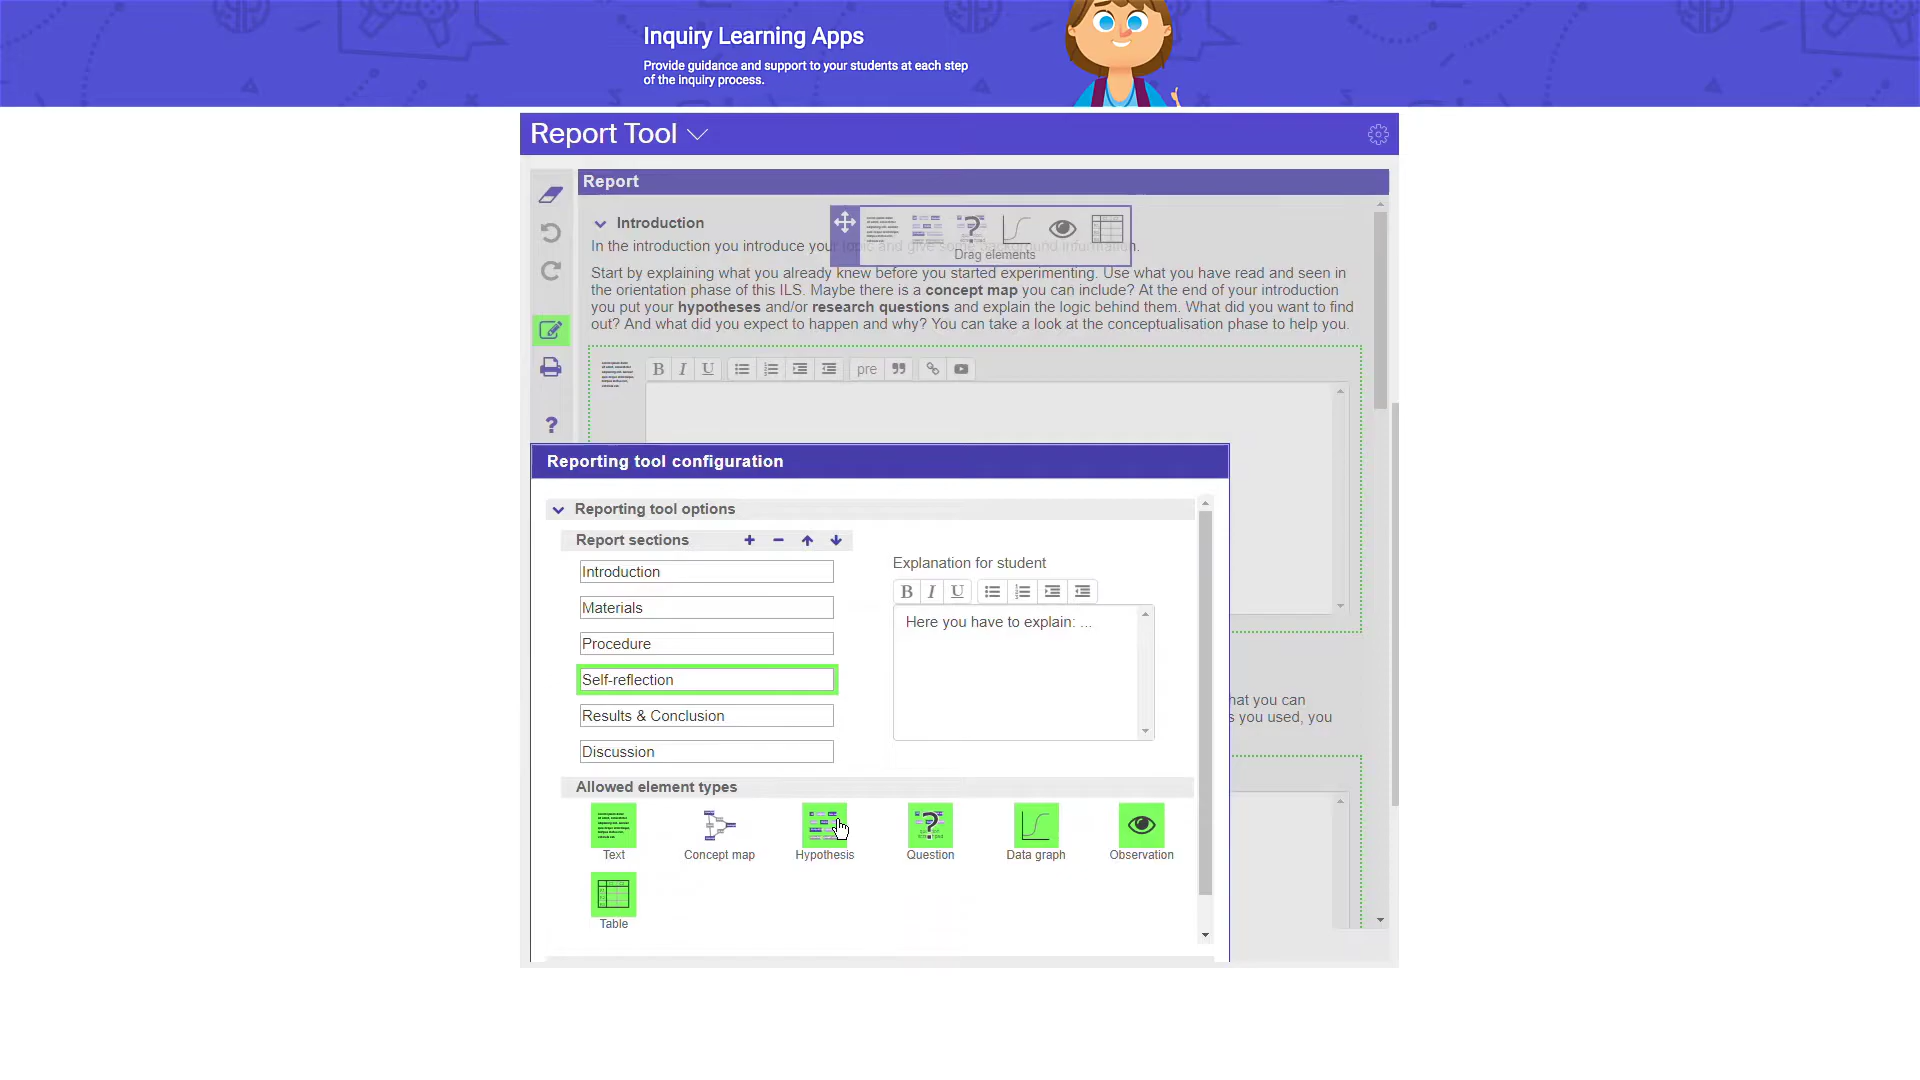 Inquiry Learning Apps
Provide guidance and support to your students at each step
of the inquiry process.
Report Tool
Report
Introduction
In the introduction you introduce your topic and give some background information.
Drag elements
Start by explaining what you already knew before you started experimenting. Use what you have read and seen in
the orientation phase of this ILS. Maybe there is a concept map you can include? At the end of your introduction
you put your hypotheses and/or research questions and explain the logic behind them. What did you want to find
out? And what did you expect to happen and why? You can take a look at the conceptualisation phase to help you.
B I U pre
?
Reporting tool configuration
Reporting tool options
Report sections
Introduction
Materials
Procedure
Self-reflection
Results & Conclusion
Discussion
Explanation for student
B I U
Here you have to explain: ...
hat you can
s you used, you
Allowed element types
Text
Concept map
Hypothesis
Question
Data graph
Observation
Table